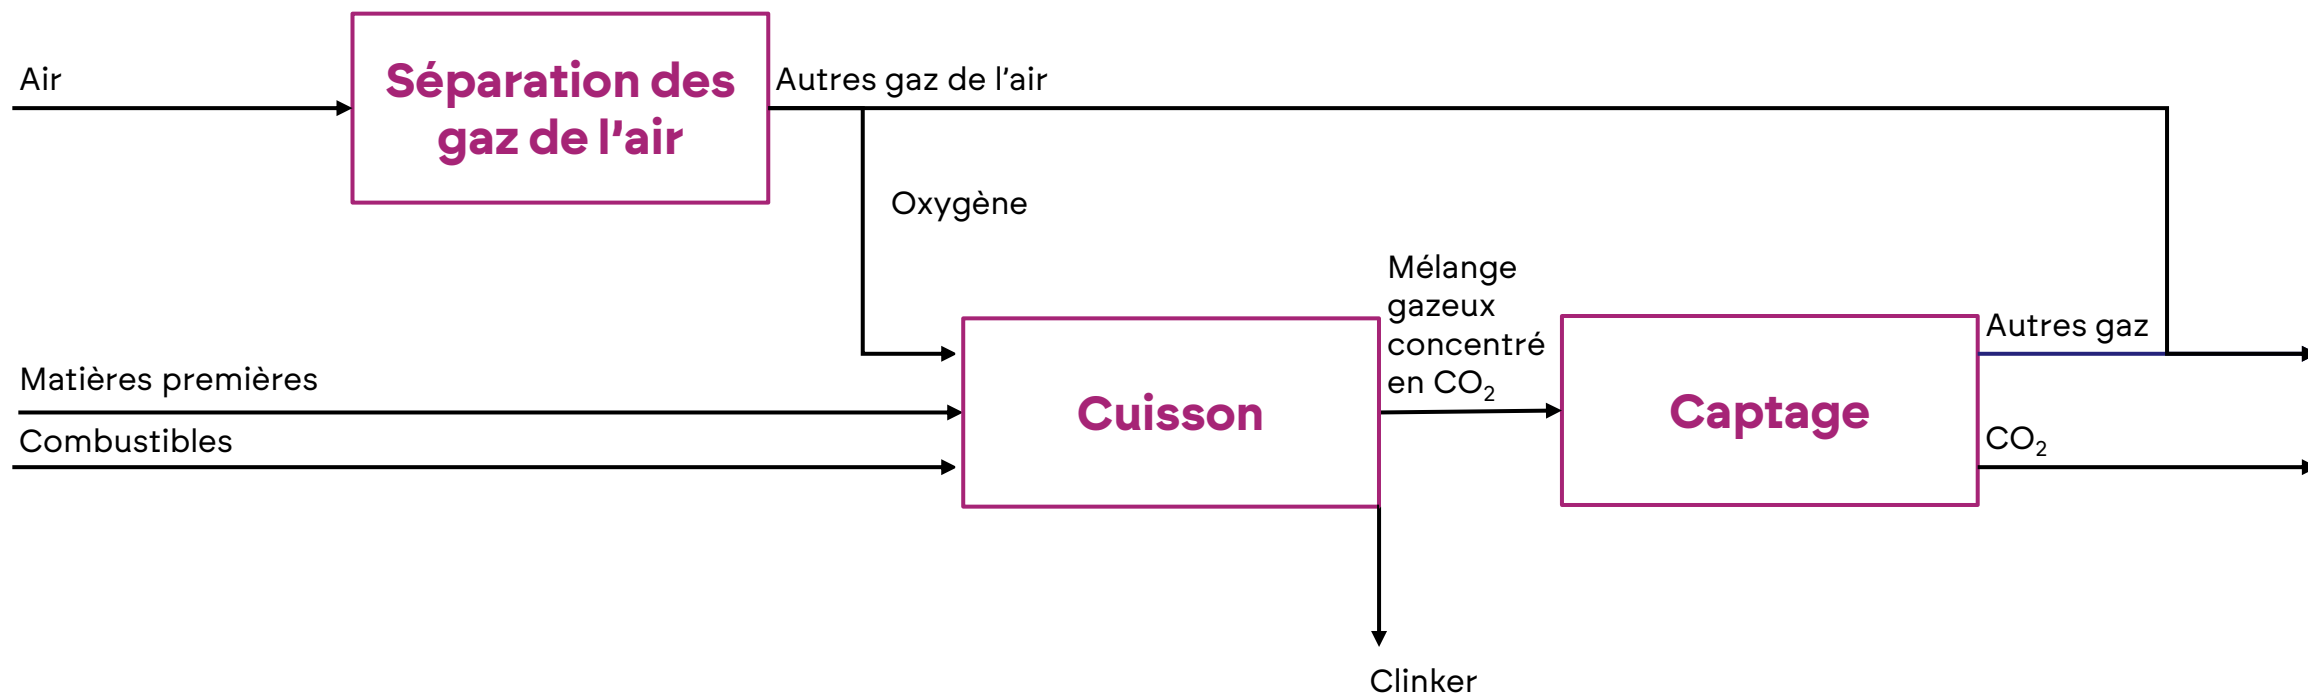 Air
Séparation des
gaz de l'air
Autres gaz de l'air
Oxygène
Matières premières
Combustibles
Cuisson
Mélange
gazeux
concentré
en CO₂
Captage
Autres gaz
CO₂
Clinker